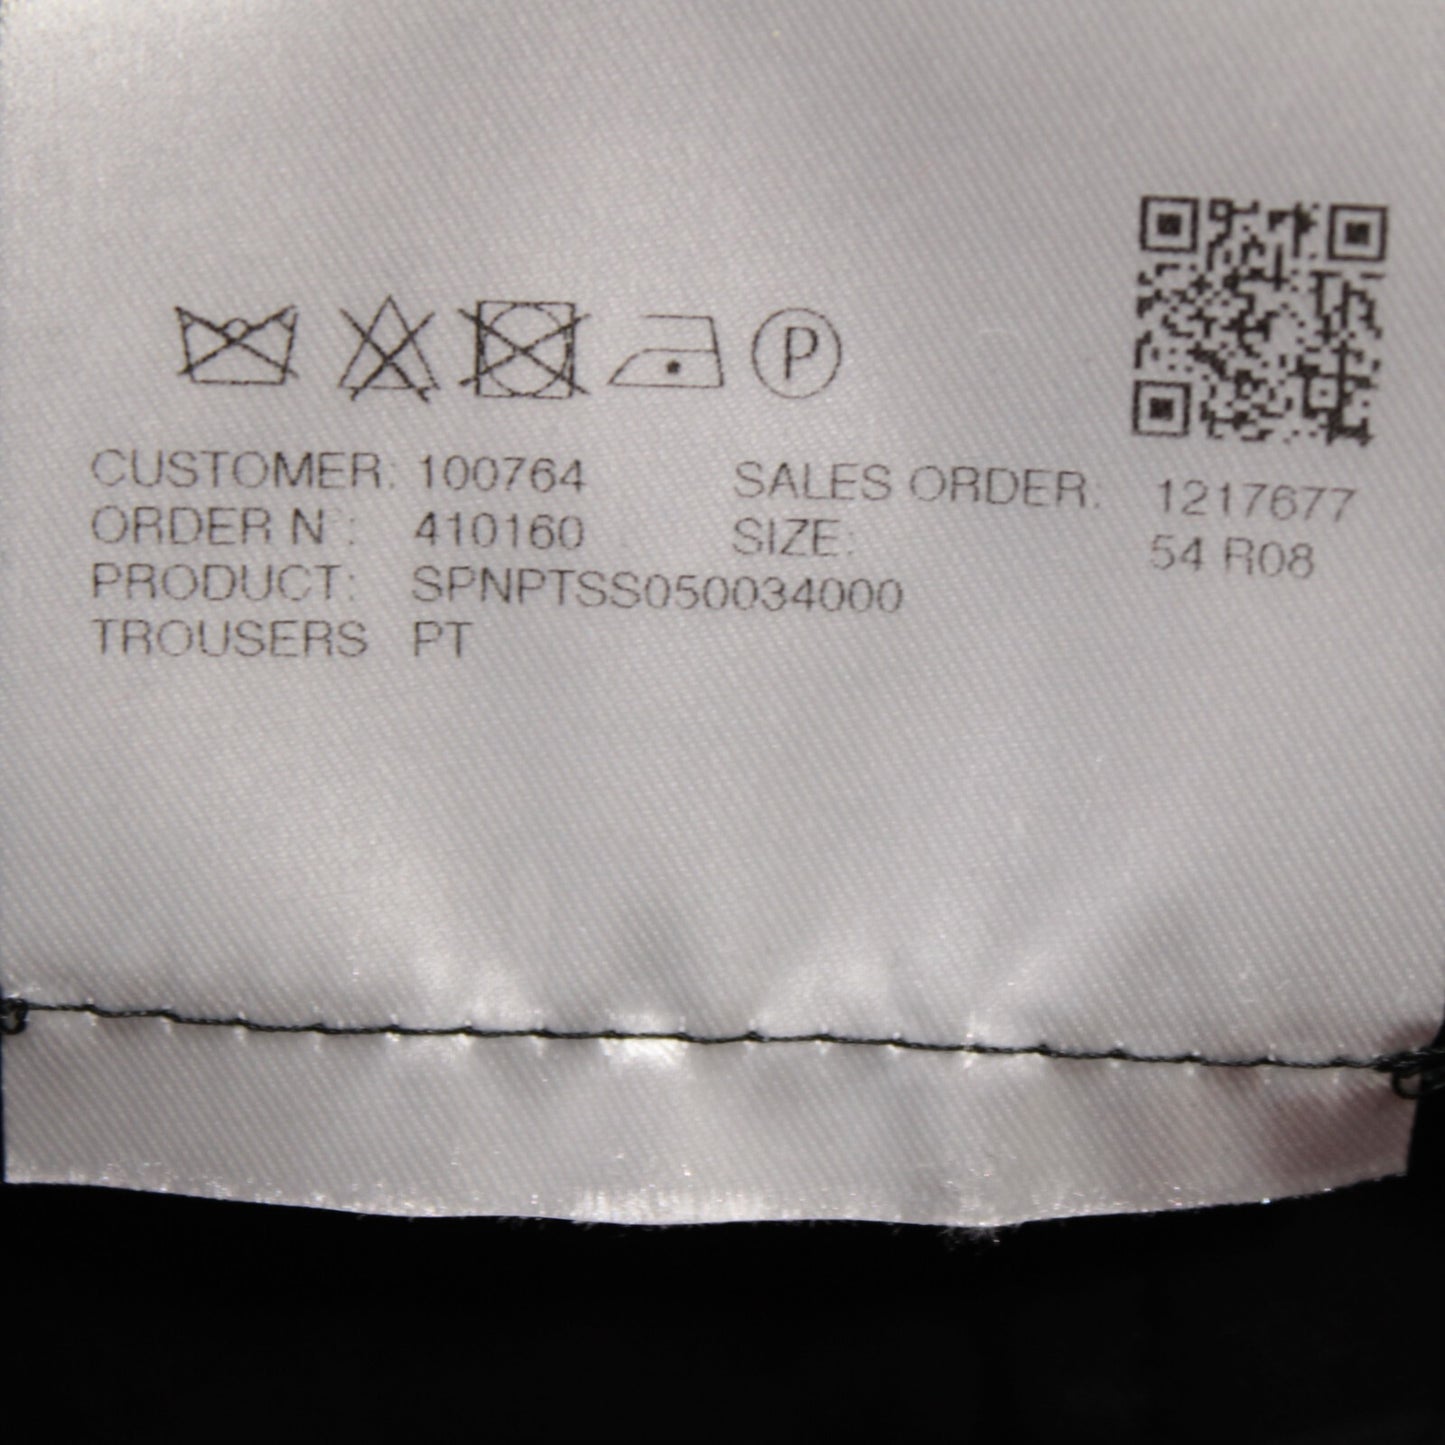 P
CUSTOMER: 100764 SALES ORDER: 1217677
ORDER N°: 410160 SIZE: 54 R08
PRODUCT: SPNPTSS050034000
TROUSERS PT